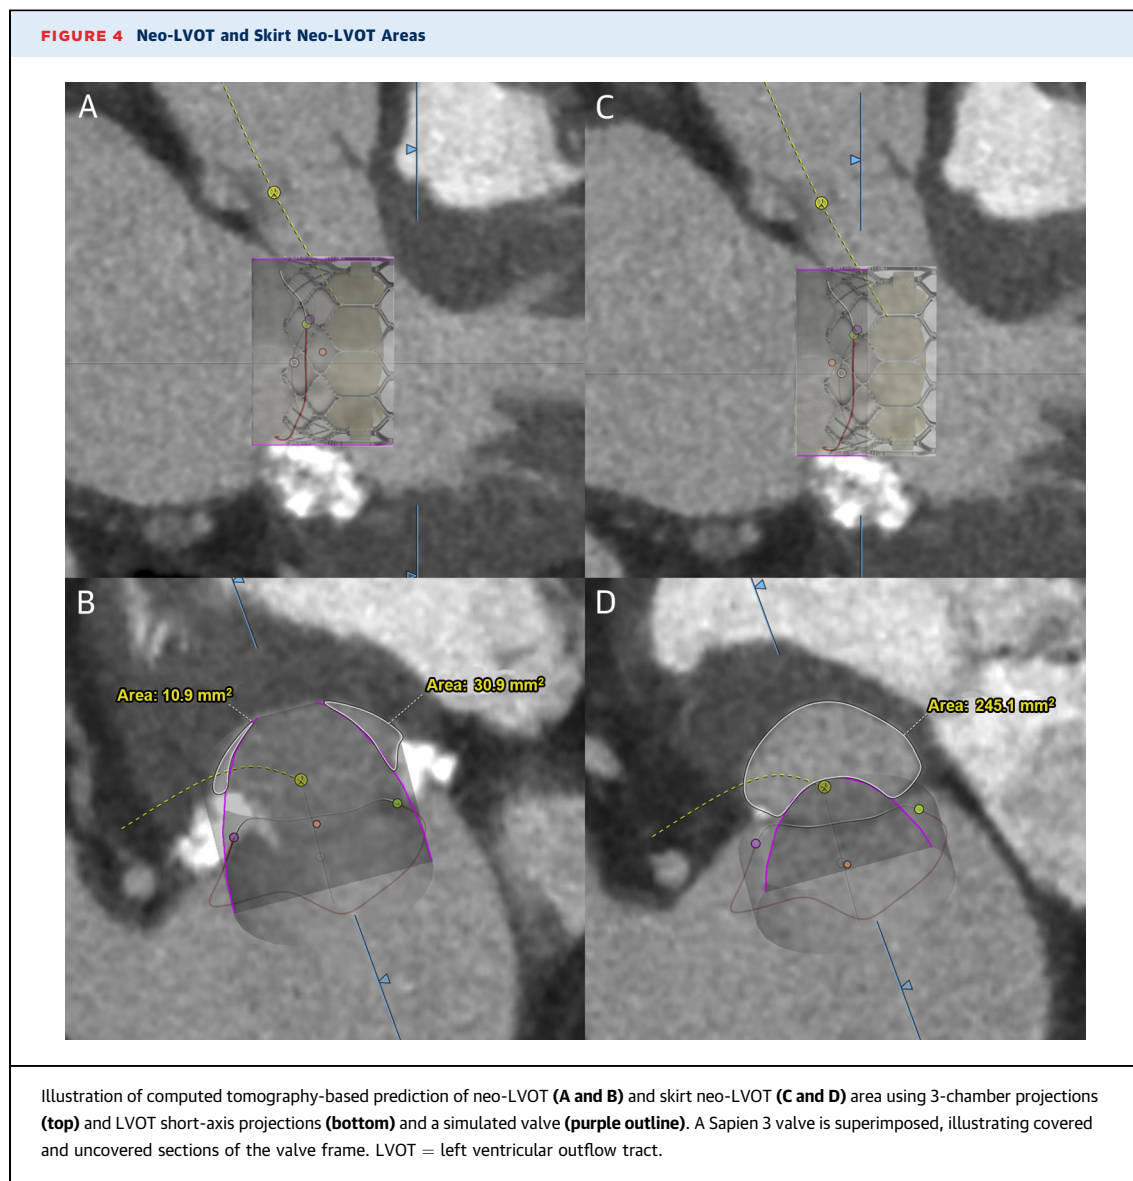 FIGURE 4 Neo-LVOT and Skirt Neo-LVOT Areas
A
C
B
D
Area: 10.9 mm²
Area: 30.9 mm²
Area: 245.1 mm²
Illustration of computed tomography-based prediction of neo-LVOT (A and B) and skirt neo-LVOT (C and D) area using 3-chamber projections
(top) and LVOT short-axis projections (bottom) and a simulated valve (purple outline). A Sapien 3 valve is superimposed, illustrating covered
and uncovered sections of the valve frame. LVOT = left ventricular outflow tract.